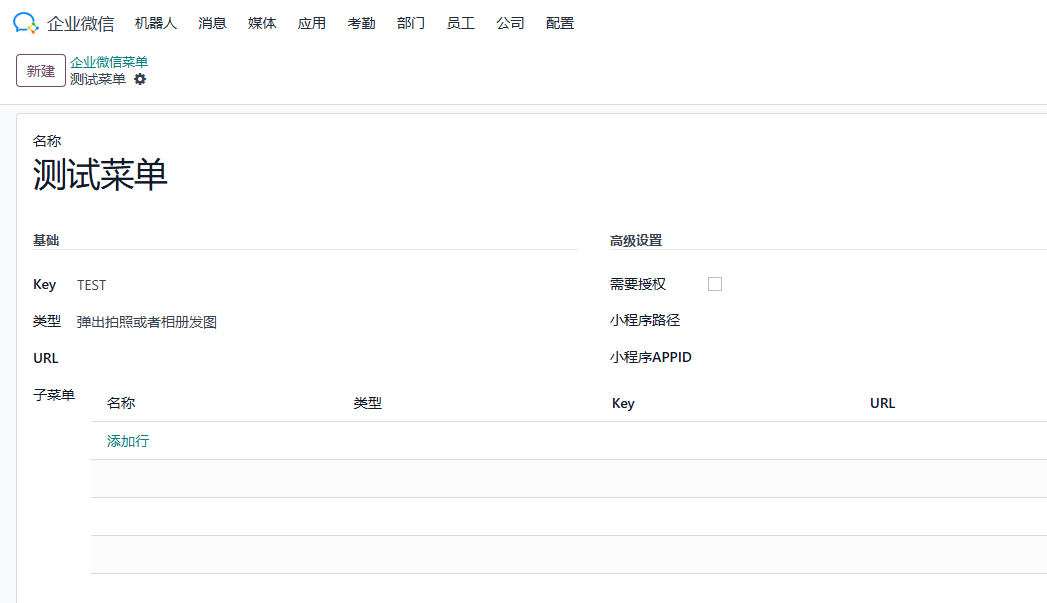 企业微信 机器人 消息 媒体 应用 考勤 部门 员工 公司 配置
新建 企业微信菜单
测试菜单
名称
测试菜单
基础 高级设置
Key TEST 需要授权
类型 弹出拍照或者相册发图 小程序路径
URL 小程序APPID
子菜单 名称 类型 Key URL
添加行